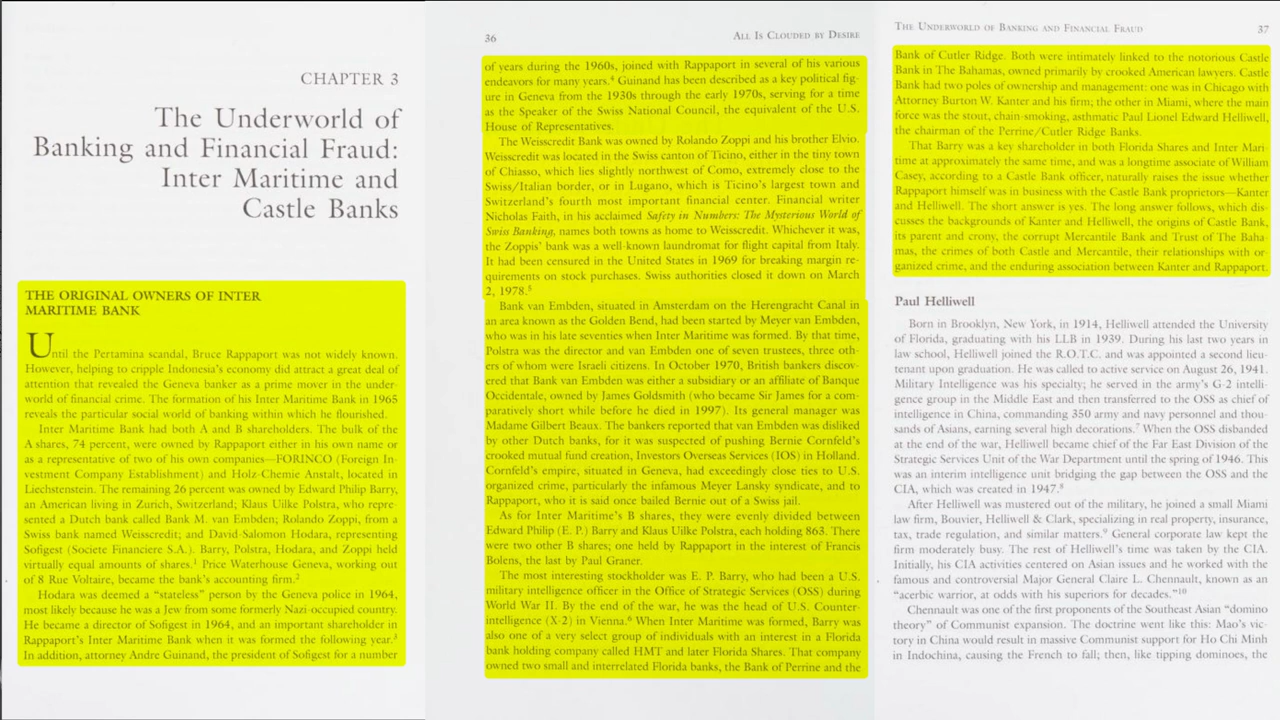 CHAPTER 3
The Underworld of
Banking and Financial Fraud:
Inter Maritime and
Castle Banks
THE ORIGINAL OWNERS OF INTER
MARITIME BANK
Until the Pertamina scandal, Bruce Rappaport was not widely known.
However, helping to cripple Indonesia's economy did attract a great deal of
attention that revealed the Geneva banker as a prime mover in the under-
world of financial crime. The formation of his Inter Maritime Bank in 1965
reveals the particular social world of banking within which he flourished.
Inter Maritime Bank had both A and B shareholders. The bulk of the
A shares, 74 percent, were owned by Rappaport either in his own name or
as a representative of two of his own companies—FORINCO (Foreign In-
vestment Company Establishment) and Holz-Chemie Anstalt, located in
Liechtenstein. The remaining 26 percent was owned by Edward Philip Barry,
an American living in Zurich, Switzerland; Klaus Uilke Polstra, who repre-
sented a Dutch bank called Bank M. van Embden; Rolando Zoppi, from a
Swiss bank named Weisscredit; and David-Salomon Hodara, representing
Sofigest (Societe Financiere S.A.). Barry, Polstra, Hodara, and Zoppi held
virtually equal amounts of shares.1 Price Waterhouse Geneva, working out
of 8 Rue Voltaire, became the bank's accounting firm.2
Hodara was deemed a "stateless" person by the Geneva police in 1964,
most likely because he was a Jew from some formerly Nazi-occupied country.
He became a director of Sofigest in 1964, and an important shareholder in
Rappaport's Inter Maritime Bank when it was formed the following year.3
In addition, attorney Andre Guinand, the president of Sofigest for a number
36
ALL IS CLOUDED BY DESIRE
of years during the 1960s, joined with Rappaport in several of his various
endeavors for many years.4 Guinand has been described as a key political fig-
ure in Geneva from the 1930s through the early 1970s, serving for a time
as the Speaker of the Swiss National Council, the equivalent of the U.S.
House of Representatives.
The Weisscredit Bank was owned by Rolando Zoppi and his brother Elvio.
Weisscredit was located in the Swiss canton of Ticino, either in the tiny town
of Chiasso, which lies slightly northwest of Como, extremely close to the
Swiss/Italian border, or in Lugano, which is Ticino's largest town and
Switzerland's fourth most important financial center. Financial writer
Nicholas Faith, in his acclaimed Safety in Numbers: The Mysterious World of
Swiss Banking, names both towns as home to Weisscredit. Whichever it was,
the Zoppis' bank was a well-known laundromat for flight capital from Italy.
It had been censured in the United States in 1969 for breaking margin re-
quirements on stock purchases. Swiss authorities closed it down on March
2, 1978.5
Bank van Embden, situated in Amsterdam on the Herengracht Canal in
an area known as the Golden Bend, had been started by Meyer van Embden,
who was in his late seventies when Inter Maritime was formed. By that time,
Polstra was the director and van Embden one of seven trustees, three oth-
ers of whom were Israeli citizens. In October 1970, British bankers discov-
ered that Bank van Embden was either a subsidiary or an affiliate of Banque
Occidentale, owned by James Goldsmith (who became Sir James for a com-
paratively short while before he died in 1997). Its general manager was
Madame Gilbert Beaux. The bankers reported that van Embden was disliked
by other Dutch banks, for it was suspected of pushing Bernie Cornfeld's
crooked mutual fund creation, Investors Overseas Services (IOS) in Holland.
Cornfeld's empire, situated in Geneva, had exceedingly close ties to U.S.
organized crime, particularly the infamous Meyer Lansky syndicate, and to
Rappaport, who it is said once bailed Bernie out of a Swiss jail.
As for Inter Maritime's B shares, they were evenly divided between
Edward Philip (E. P.) Barry and Klaus Uilke Polstra, each holding 863. There
were two other B shares; one held by Rappaport in the interest of Francis
Bolens, the last by Paul Graner.
The most interesting stockholder was E. P. Barry, who had been a U.S.
military intelligence officer in the Office of Strategic Services (OSS) during
World War II. By the end of the war, he was the head of U.S. Counter-
intelligence (X-2) in Vienna.6 When Inter Maritime was formed, Barry was
also one of a very select group of individuals with an interest in a Florida
bank holding company called HMT and later Florida Shares. That company
owned two small and interrelated Florida banks, the Bank of Perrine and the
THE UNDERWORLD OF BANKING AND FINANCIAL FRAUD
37
Bank of Cutler Ridge. Both were intimately linked to the notorious Castle
Bank in The Bahamas, owned primarily by crooked American lawyers. Castle
Bank had two poles of ownership and management: one was in Chicago with
Attorney Burton W. Kanter and his firm; the other in Miami, where the main
force was the stout, chain-smoking, asthmatic Paul Lionel Edward Helliwell,
the chairman of the Perrine/Cutler Ridge Banks.
That Barry was a key shareholder in both Florida Shares and Inter Mari-
time at approximately the same time, and was a longtime associate of William
Casey, according to a Castle Bank officer, naturally raises the issue whether
Rappaport himself was in business with the Castle Bank proprietors—Kanter
and Helliwell. The short answer is yes. The long answer follows, which dis-
cusses the backgrounds of Kanter and Helliwell, the origins of Castle Bank,
its parent and crony, the corrupt Mercantile Bank and Trust of The Baha-
mas, the crimes of both Castle and Mercantile, their relationships with or-
ganized crime, and the enduring association between Kanter and Rappaport.
Paul Helliwell
Born in Brooklyn, New York, in 1914, Helliwell attended the University
of Florida, graduating with his LLB in 1939. During his last two years in
law school, Helliwell joined the R.O.T.C. and was appointed a second lieu-
tenant upon graduation. He was called to active service on August 26, 1941.
Military Intelligence was his specialty; he served in the army's G-2 intelli-
gence group in the Middle East and then transferred to the OSS as chief of
intelligence in China, commanding 350 army and navy personnel and thou-
sands of Asians, earning several high decorations.7 When the OSS disbanded
at the end of the war, Helliwell became chief of the Far East Division of the
Strategic Services Unit of the War Department until the spring of 1946. This
was an interim intelligence unit bridging the gap between the OSS and the
CIA, which was created in 1947.8
After Helliwell was mustered out of the military, he joined a small Miami
law firm, Bouvier, Helliwell & Clark, specializing in real property, insurance,
tax, trade regulation, and similar matters.9 General corporate law kept the
firm moderately busy. The rest of Helliwell's time was taken by the CIA.
Initially, his CIA activities centered on Asian issues and he worked with the
famous and controversial Major General Claire L. Chennault, known as an
"acerbic warrior, at odds with his superiors for decades."10
Chennault was one of the first proponents of the Southeast Asian "domino
theory" of Communist expansion. The doctrine went like this: Mao's vic-
tory in China would result in massive Communist support for Ho Chi Minh
in Indochina, causing the French to fall; then, like tipping dominoes, the